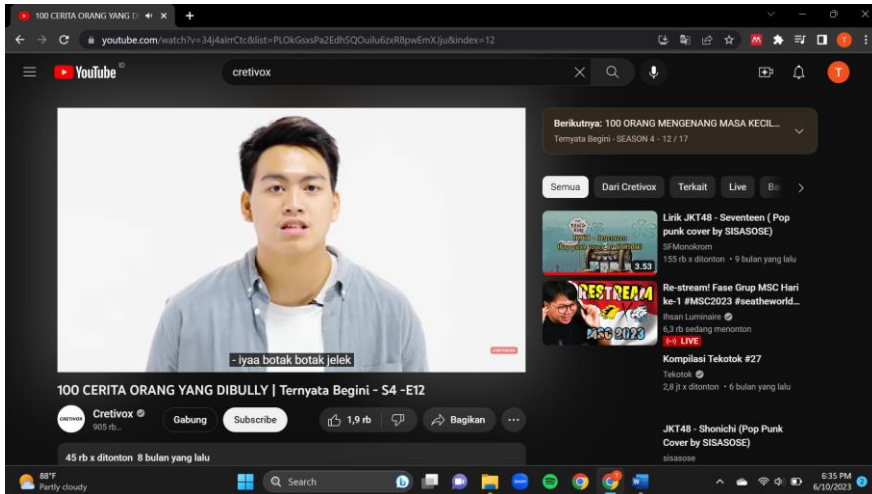 100 CERITA ORANG YANG D
youtube.com/watch?v=34j4aIrrCtc&list=PLOkGsxsPa2EdhSQOuilu6zxR8pwEmXJju&index=12
YouTube ID
cretivox
T
- iyaa botak botak jelek
100 CERITA ORANG YANG DIBULLY | Ternyata Begini - S4 -E12
CRETIVOX
Cretivox
905 rb...
Gabung
Subscribe
1,9 rb
Bagikan
45 rb x ditonton 8 bulan yang lalu
Berikutnya: 100 ORANG MENGENANG MASA KECIL...
Ternyata Begini - SEASON 4 - 12 / 17
Semua
Dari Cretivox
Terkait
Live
Ba
3.53
Lirik JKT48 - Seventeen ( Pop
punk cover by SISASOSE)
SFMonokrom
155 rb x ditonton • 9 bulan yang lalu
RESTREAM
MSC 2023
Re-stream! Fase Grup MSC Hari
ke-1 #MSC2023 #seatheworld...
Ihsan Luminaire
6,3 rb sedang menonton
LIVE
Kompilasi Tekotok #27
Tekotok
2,8 jt x ditonton • 6 bulan yang lalu
JKT48 - Shonichi (Pop Punk
Cover by SISASOSE)
sisasose
88°F
Partly cloudy
Search
6:35 PM
6/10/2023
2